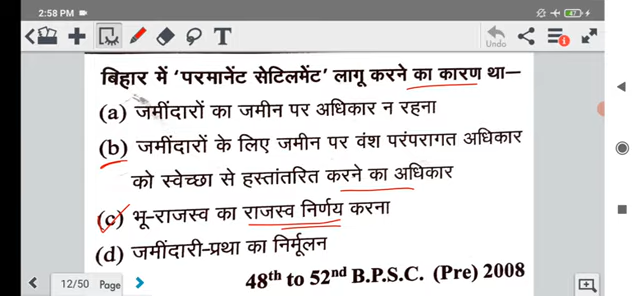 2:58 PM
47
Undo
बिहार में 'परमानेंट सेटिलमेंट' लागू करने का कारण था–
(a) जमींदारों का जमीन पर अधिकार न रहना
(b) जमींदारों के लिए जमीन पर वंश परंपरागत अधिकार
को स्वेच्छा से हस्तांतरित करने का अधिकार
(c) भू-राजस्व का राजस्व निर्णय करना
(d) जमींदारी-प्रथा का निर्मूलन
48th to 52nd B.P.S.C. (Pre) 2008
12/50 Page